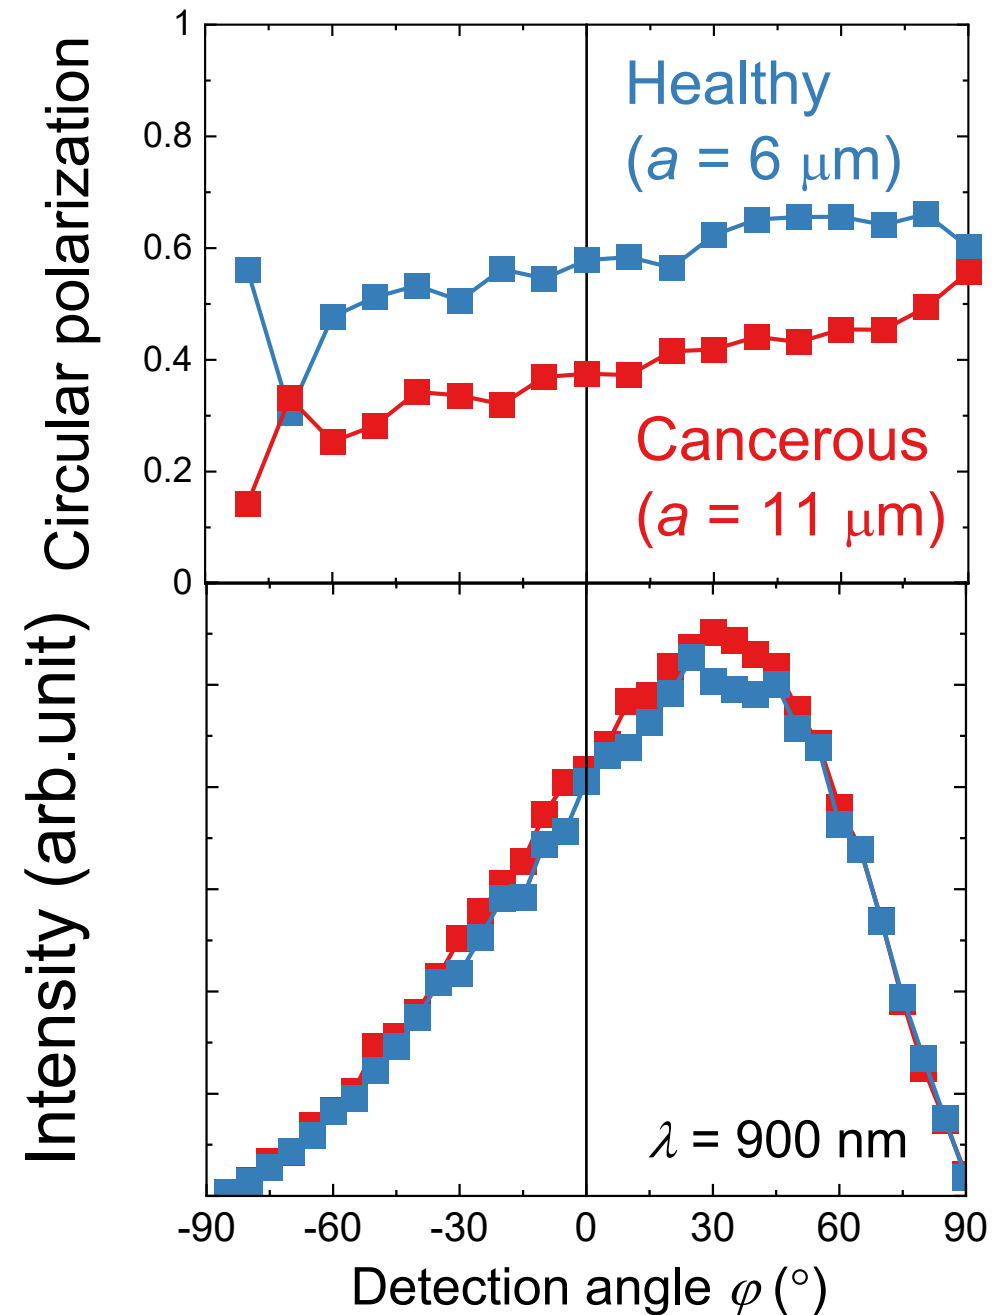 Circular polarization
1
0.8
0.6
0.4
0.2
0
Healthy
(a = 6 μm)
Cancerous
(a = 11 μm)
Intensity (arb.unit)
λ = 900 nm
-90 -60 -30 0 30 60 90
Detection angle φ (°)